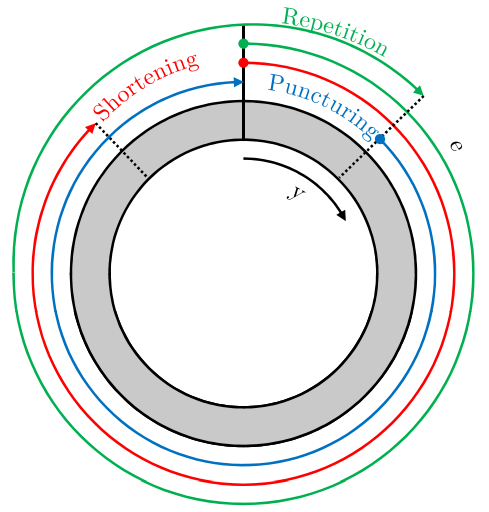 Repetition
Shortening
Puncturing
e
y